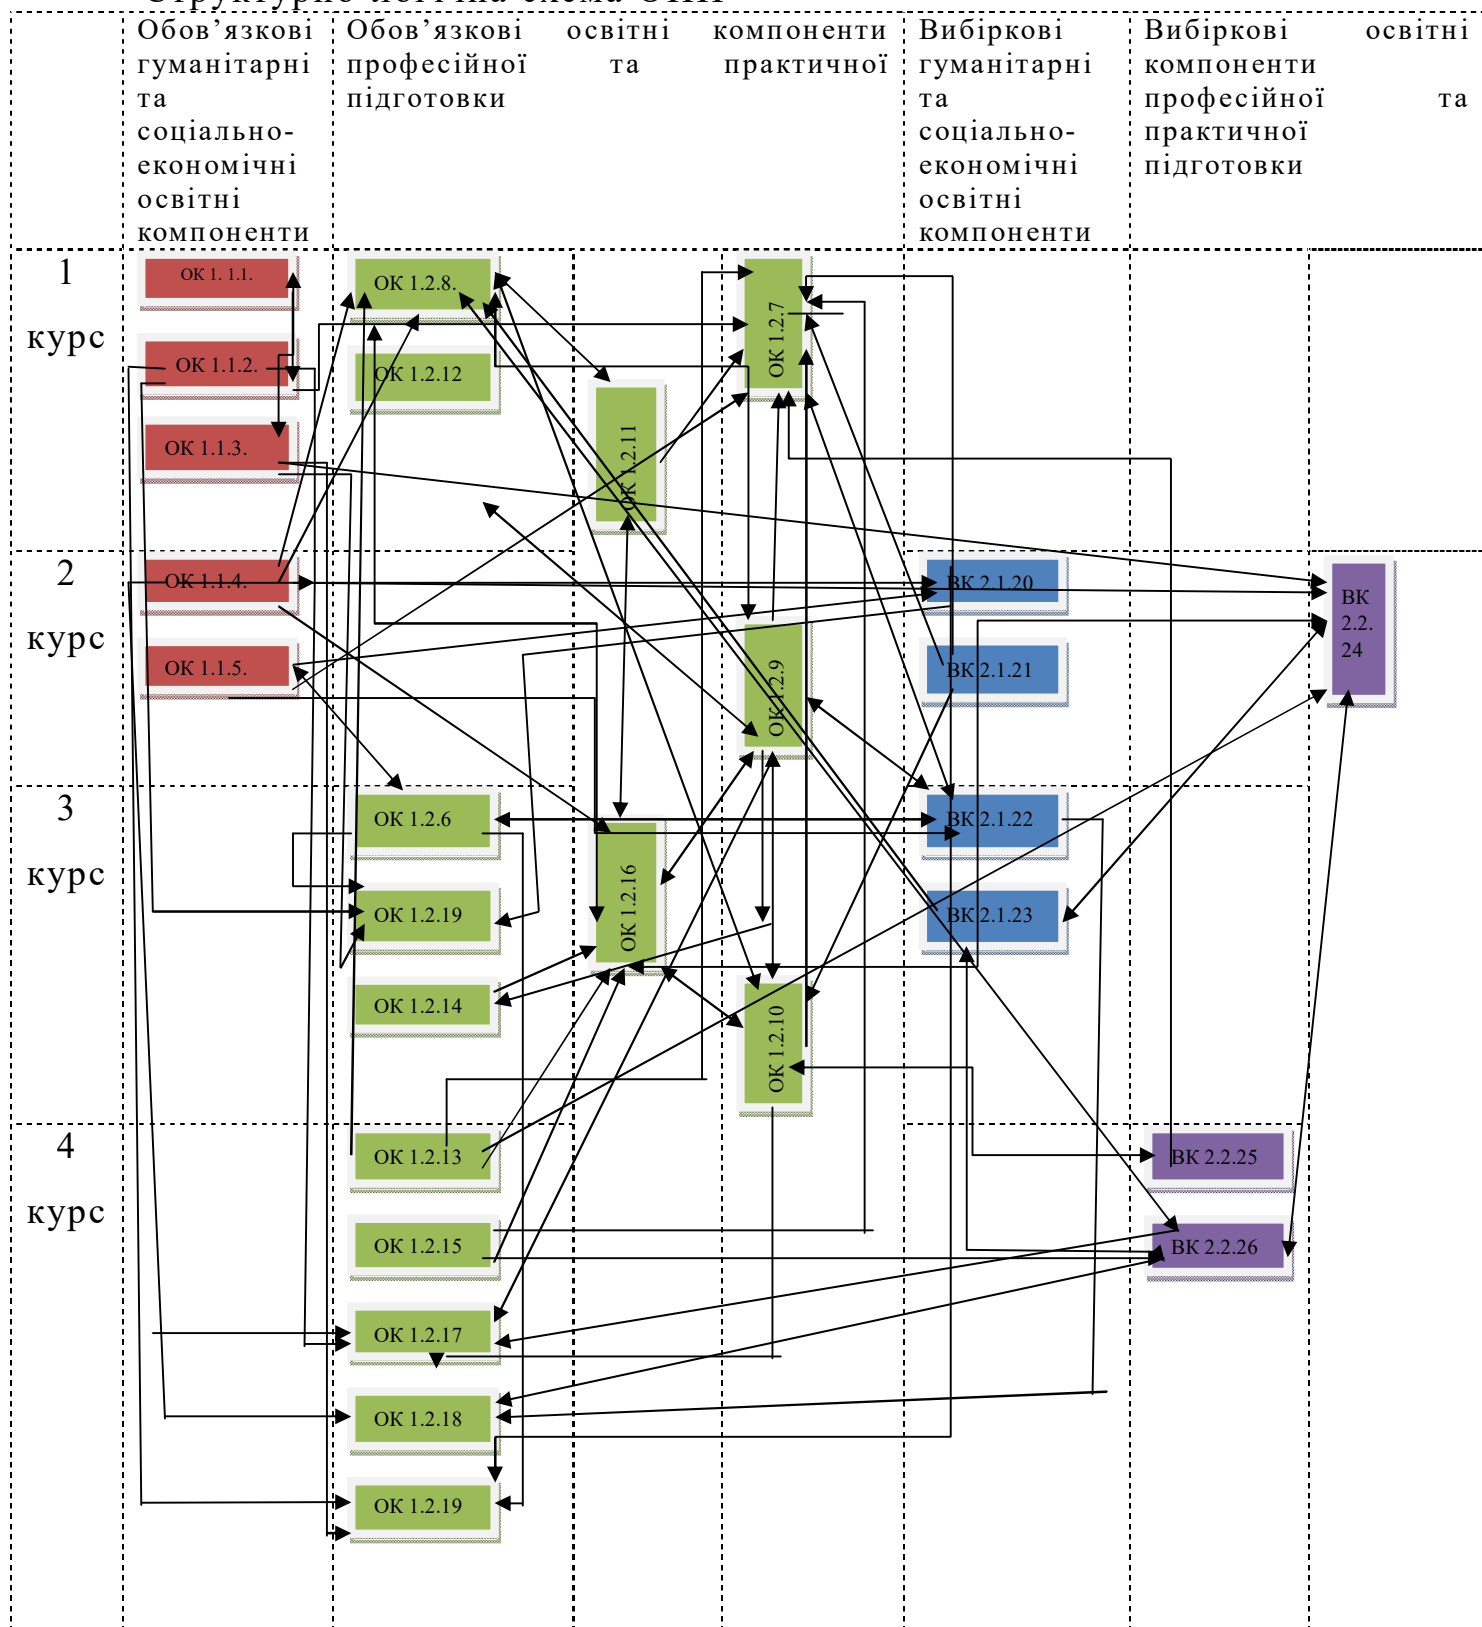 Структурно-логічна схема ОПП
Обов’язкові гуманітарні та соціально-економічні освітні компоненти
Обов’язкові освітні компоненти професійної та практичної підготовки
Вибіркові гуманітарні та соціально-економічні освітні компоненти
Вибіркові освітні компоненти професійної та практичної підготовки
1 курс
ОК 1. 1.1.
ОК 1.2.8.
ОК 1.2.7
ОК 1.1.2.
ОК 1.2.12
ОК 1.2.11
ОК 1.1.3.
2 курс
ОК 1.1.4.
ВК 2.1.20
ВК 2.2. 24
ОК 1.1.5.
ОК 1.2.9
ВК 2.1.21
3 курс
ОК 1.2.6
ОК 1.2.16
ВК 2.1.22
ОК 1.2.19
ВК 2.1.23
ОК 1.2.14
ОК 1.2.10
4 курс
ОК 1.2.13
ВК 2.2.25
ОК 1.2.15
ВК 2.2.26
ОК 1.2.17
ОК 1.2.18
ОК 1.2.19